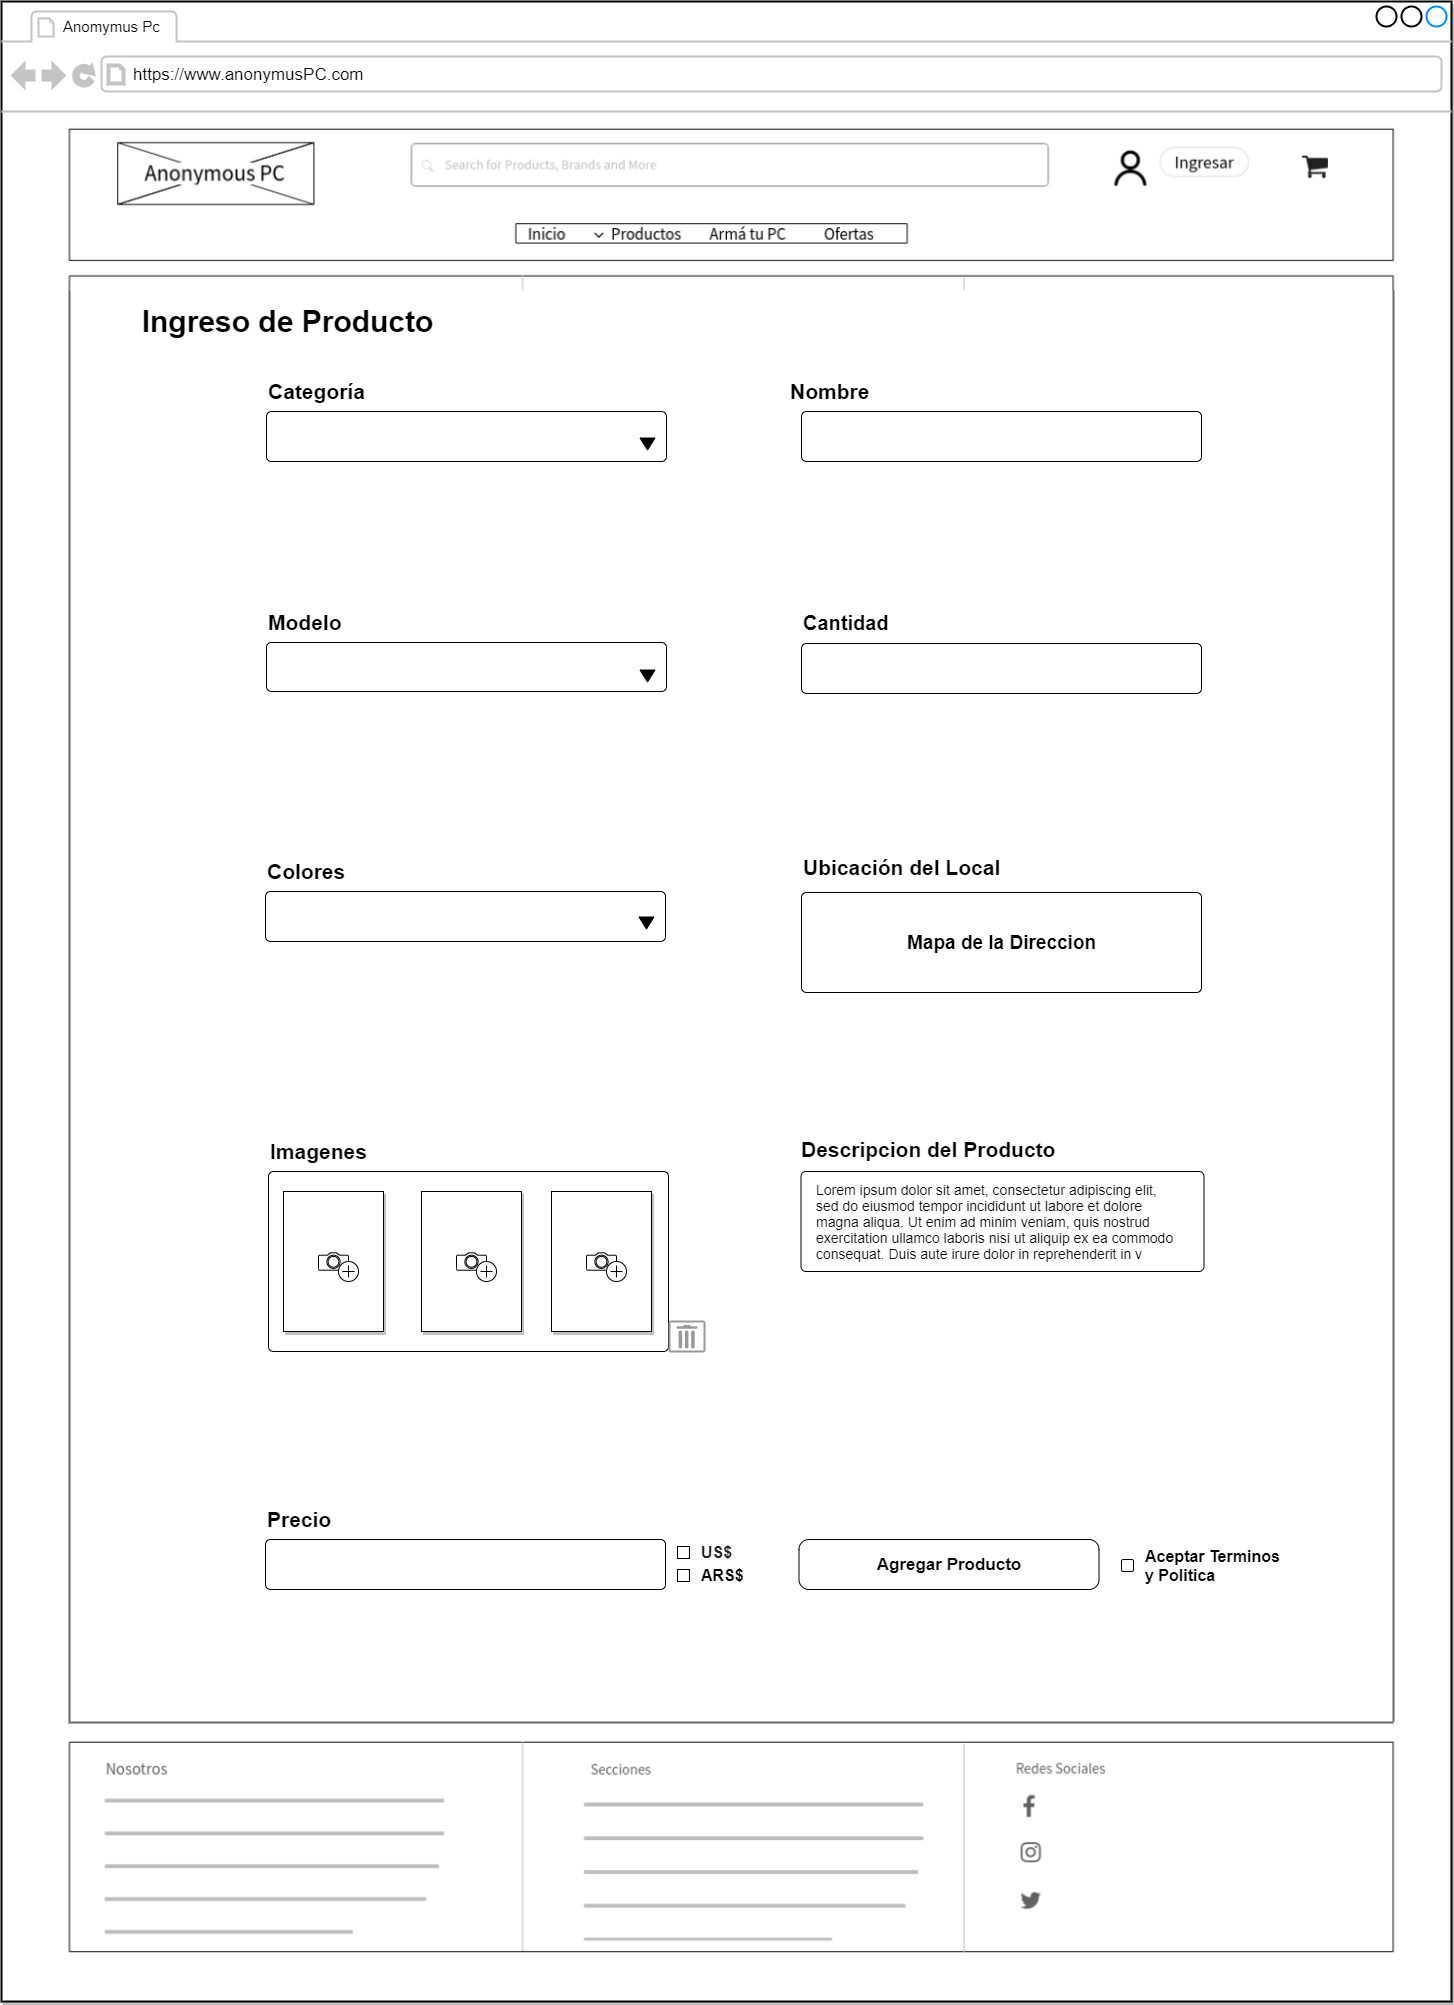 Anomymus Pc
https://www.anonymusPC.com
Anonymous PC
Search for Products, Brands and More
Ingresar
Inicio
Productos
Armá tu PC
Ofertas
Ingreso de Producto
Categoría
Nombre
Modelo
Cantidad
Colores
Ubicación del Local
Mapa de la Direccion
Imagenes
Descripcion del Producto
Lorem ipsum dolor sit amet, consectetur adipiscing elit,
sed do eiusmod tempor incididunt ut labore et dolore
magna aliqua. Ut enim ad minim veniam, quis nostrud
exercitation ullamco laboris nisi ut aliquip ex ea commodo
consequat. Duis aute irure dolor in reprehenderit in v
Precio
US$
ARS$
Agregar Producto
Aceptar Terminos
y Politica
Nosotros
Secciones
Redes Sociales